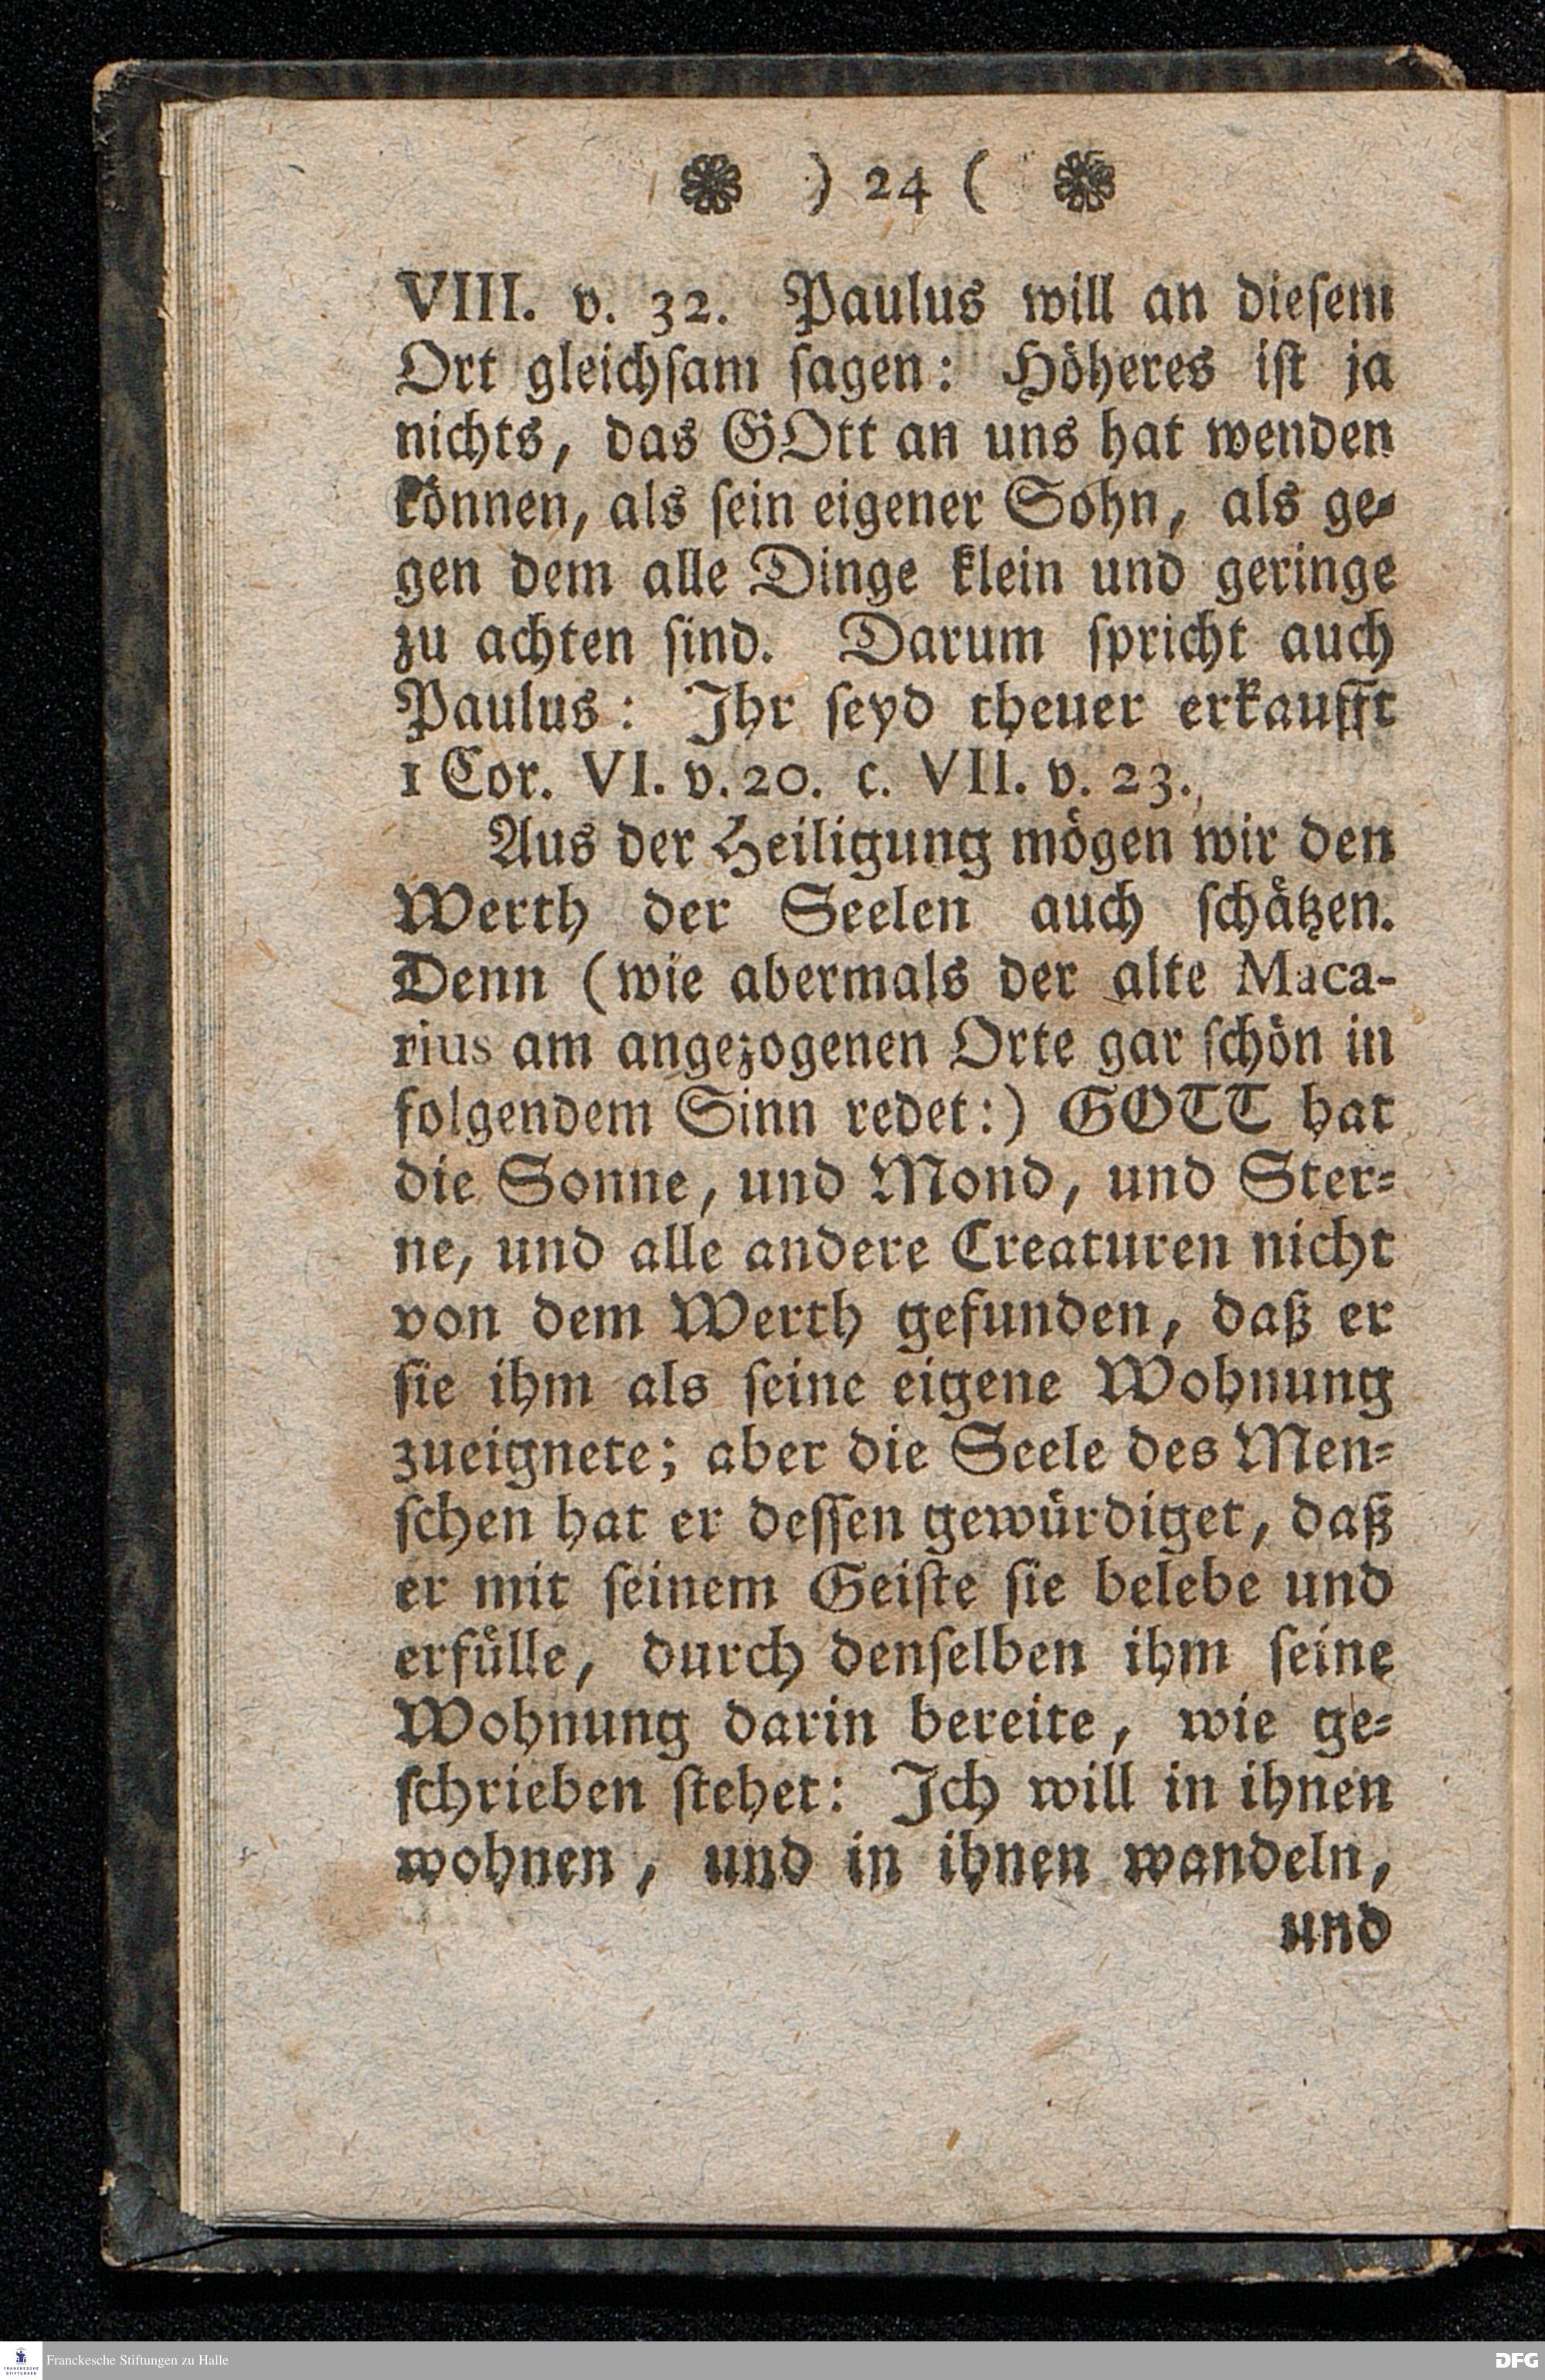 ) 24 (
VIII. v. 32. Paulus will an dieſem
Ort gleichſam ſagen: Höheres iſt ja
nichts, das GOtt an uns hat wenden
können, als ſein eigener Sohn, als ge-
gen dem alle Dinge klein und geringe
zu achten ſind. Darum ſpricht auch
Paulus: Ihr ſeyd theuer erkaufft
1 Cor. VI. v. 20. c. VII. v. 23.
Aus der Heiligung mögen wir den
Werth der Seelen auch ſchätzen.
Denn (wie abermals der alte Maca-
rius am angezogenen Orte gar ſchön in
folgendem Sinn redet:) GOTT hat
die Sonne, und Mond, und Ster-
ne, und alle andere Creaturen nicht
von dem Werth gefunden, daß er
ſie ihm als ſeine eigene Wohnung
zueignete; aber die Seele des Men-
ſchen hat er deſſen gewürdiget, daß
er mit ſeinem Geiſte ſie belebe und
erfülle, durch denſelben ihm ſeine
Wohnung darin bereite, wie ge-
ſchrieben ſtehet: Ich will in ihnen
wohnen, und in ihnen wandeln,
und
FRANCKESCHE
STIFTUNGEN
Franckesche Stiftungen zu Halle
DFG